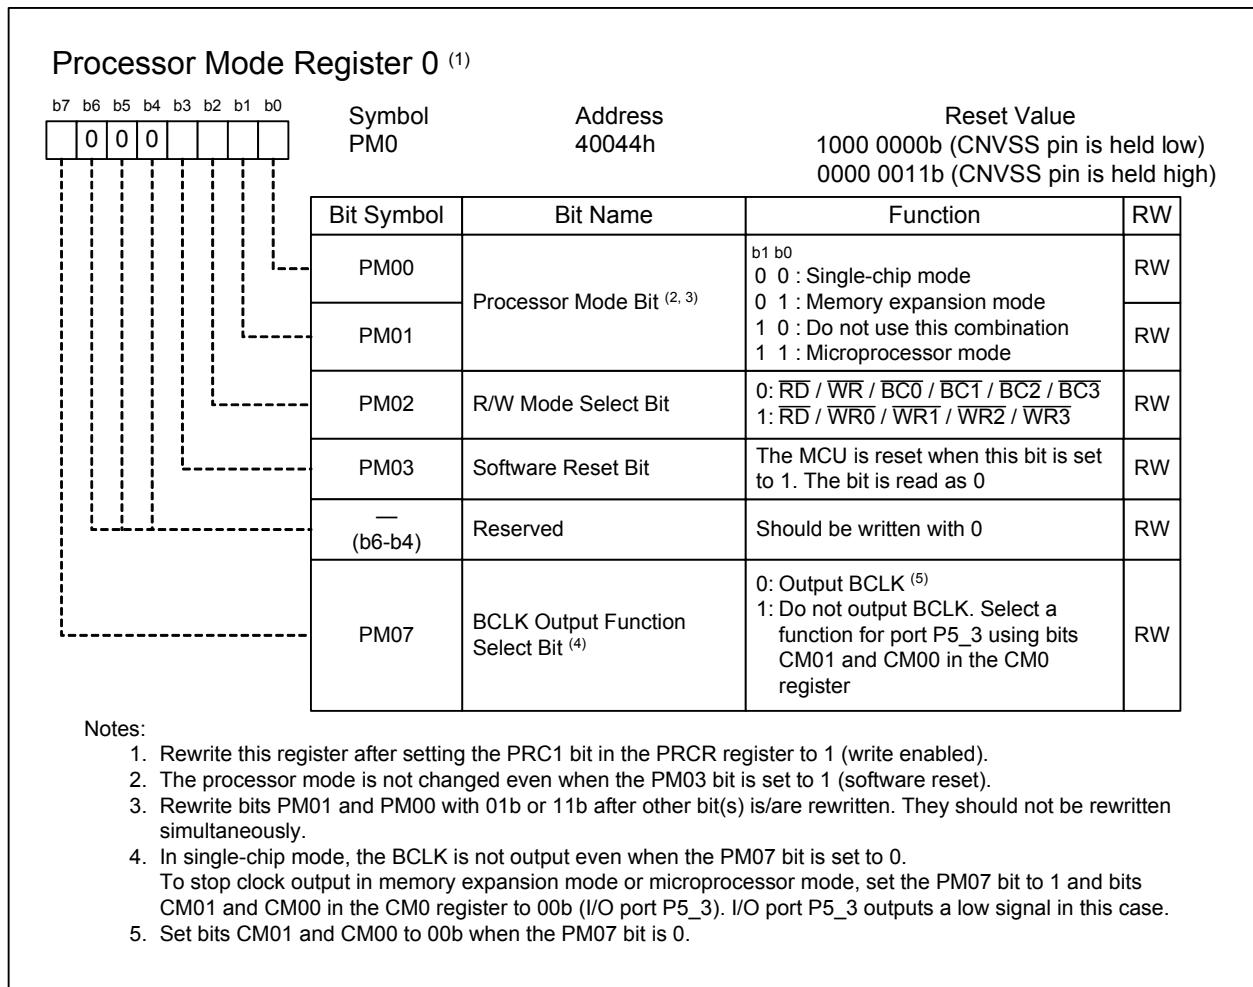 Processor Mode Register 0 (1)
b7 b6 b5 b4 b3 b2 b1 b0
0 0 0
Symbol Address Reset Value
PM0 40044h 1000 0000b (CNVSS pin is held low)
0000 0011b (CNVSS pin is held high)
Bit Symbol Bit Name Function RW
PM00 Processor Mode Bit (2, 3) b1 b0 RW
0 0 : Single-chip mode
0 1 : Memory expansion mode
PM01 1 0 : Do not use this combination RW
1 1 : Microprocessor mode
PM02 R/W Mode Select Bit 0: RD / WR / BC0 / BC1 / BC2 / BC3 RW
1: RD / WR0 / WR1 / WR2 / WR3
PM03 Software Reset Bit The MCU is reset when this bit is set RW
to 1. The bit is read as 0
— Reserved Should be written with 0 RW
(b6-b4)
0: Output BCLK (5)
PM07 BCLK Output Function 1: Do not output BCLK. Select a RW
Select Bit (4) function for port P5_3 using bits
CM01 and CM00 in the CM0
register
Notes:
1. Rewrite this register after setting the PRC1 bit in the PRCR register to 1 (write enabled).
2. The processor mode is not changed even when the PM03 bit is set to 1 (software reset).
3. Rewrite bits PM01 and PM00 with 01b or 11b after other bit(s) is/are rewritten. They should not be rewritten
simultaneously.
4. In single-chip mode, the BCLK is not output even when the PM07 bit is set to 0.
To stop clock output in memory expansion mode or microprocessor mode, set the PM07 bit to 1 and bits
CM01 and CM00 in the CM0 register to 00b (I/O port P5_3). I/O port P5_3 outputs a low signal in this case.
5. Set bits CM01 and CM00 to 00b when the PM07 bit is 0.